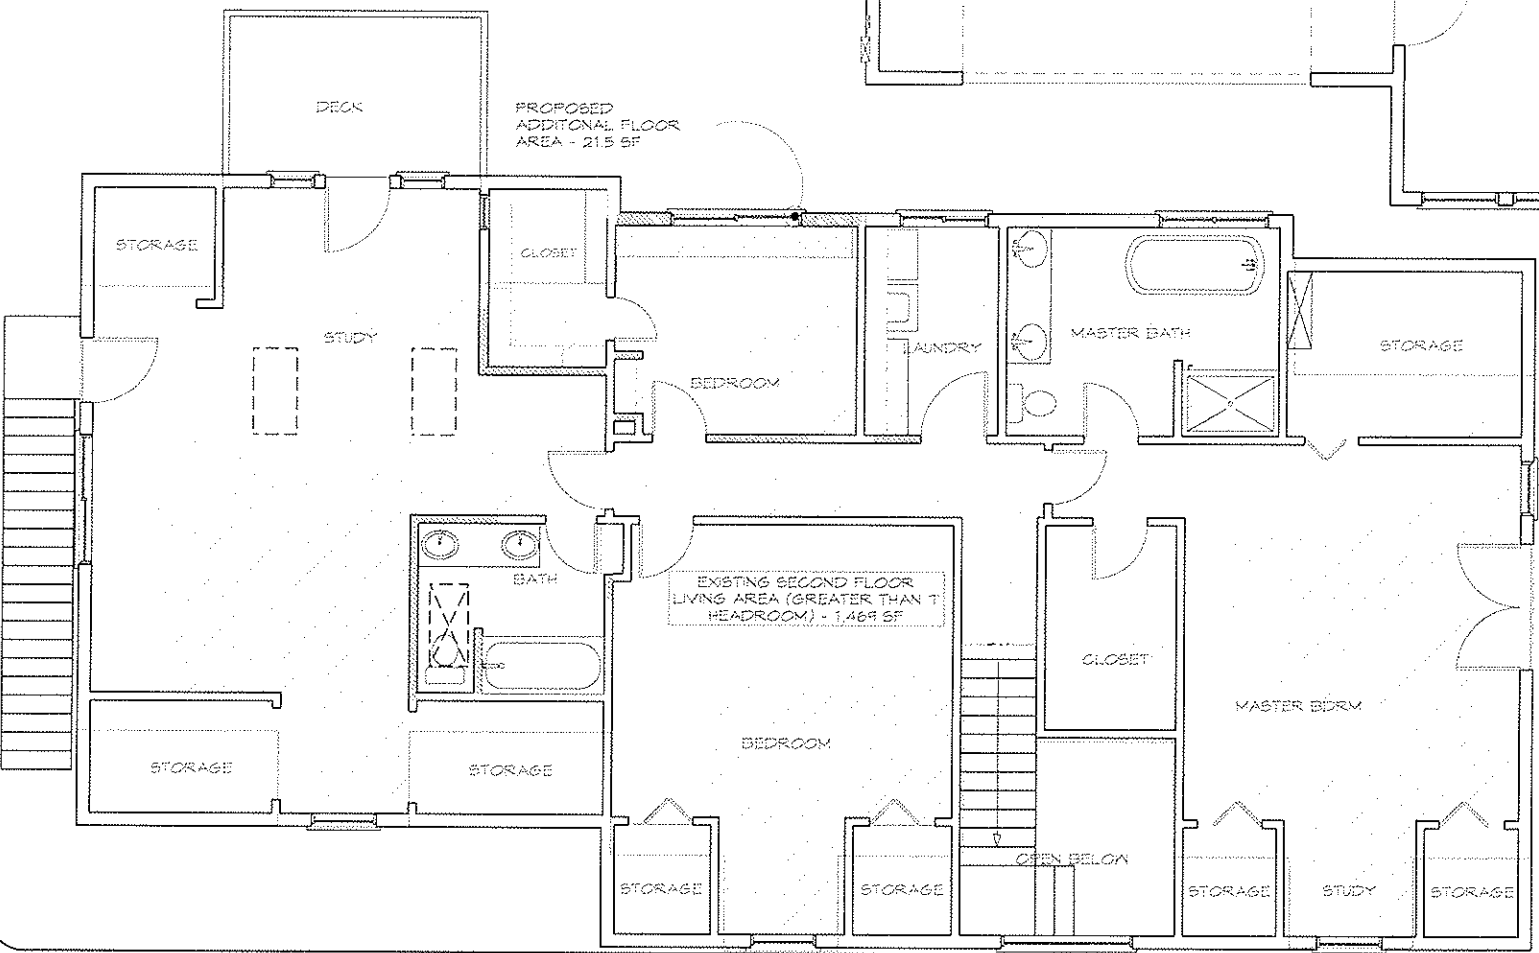 DECK
PROPOSED
ADDITONAL FLOOR
AREA - 21.5 SF
STORAGE
CLOSET
STUDY
BEDROOM
LAUNDRY
MASTER BATH
STORAGE
BATH
EXISTING SECOND FLOOR
LIVING AREA (GREATER THAN 7'
HEADROOM) - 1,469 SF
CLOSET
MASTER BDRM
BEDROOM
STORAGE
STORAGE
OPEN BELOW
STORAGE
STORAGE
STORAGE
STUDY
STORAGE